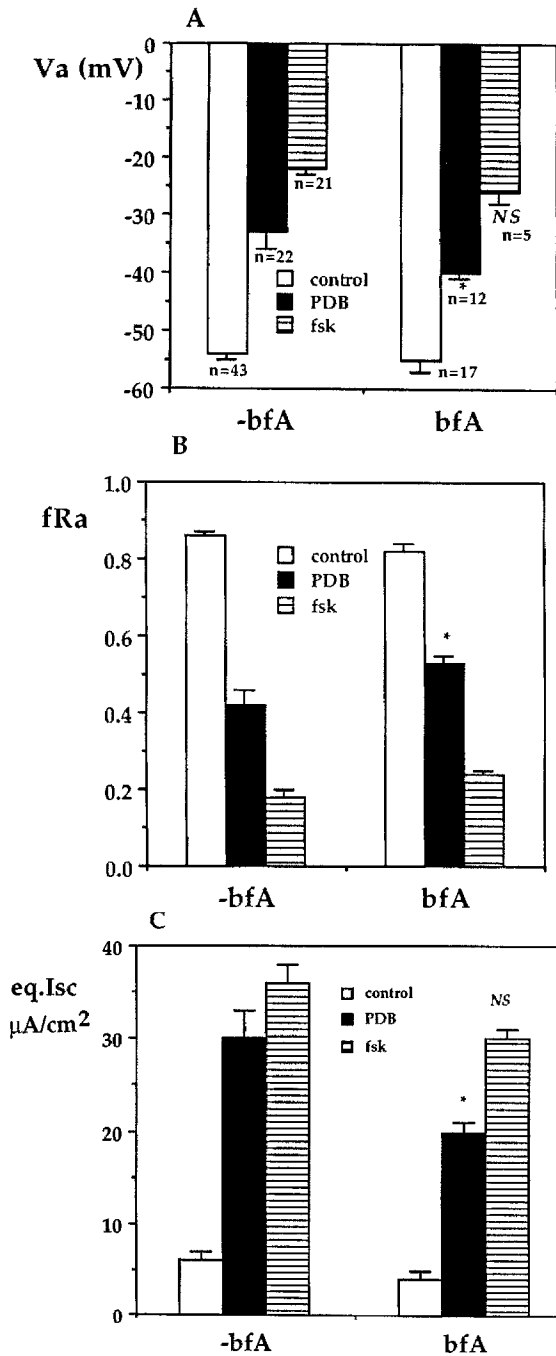 A
Va (mV)
0
-10
-20
-30
-40
-50
-60
n=43
n=22
n=21
control
PDB
fsk
n=17
*
n=12
NS
n=5
-bfA
bfA
B
fRa
1.0
0.8
0.6
0.4
0.2
0.0
control
PDB
fsk
*
-bfA
bfA
C
eq.Isc
µA/cm2
40
30
20
10
0
control
PDB
fsk
*
NS
-bfA
bfA